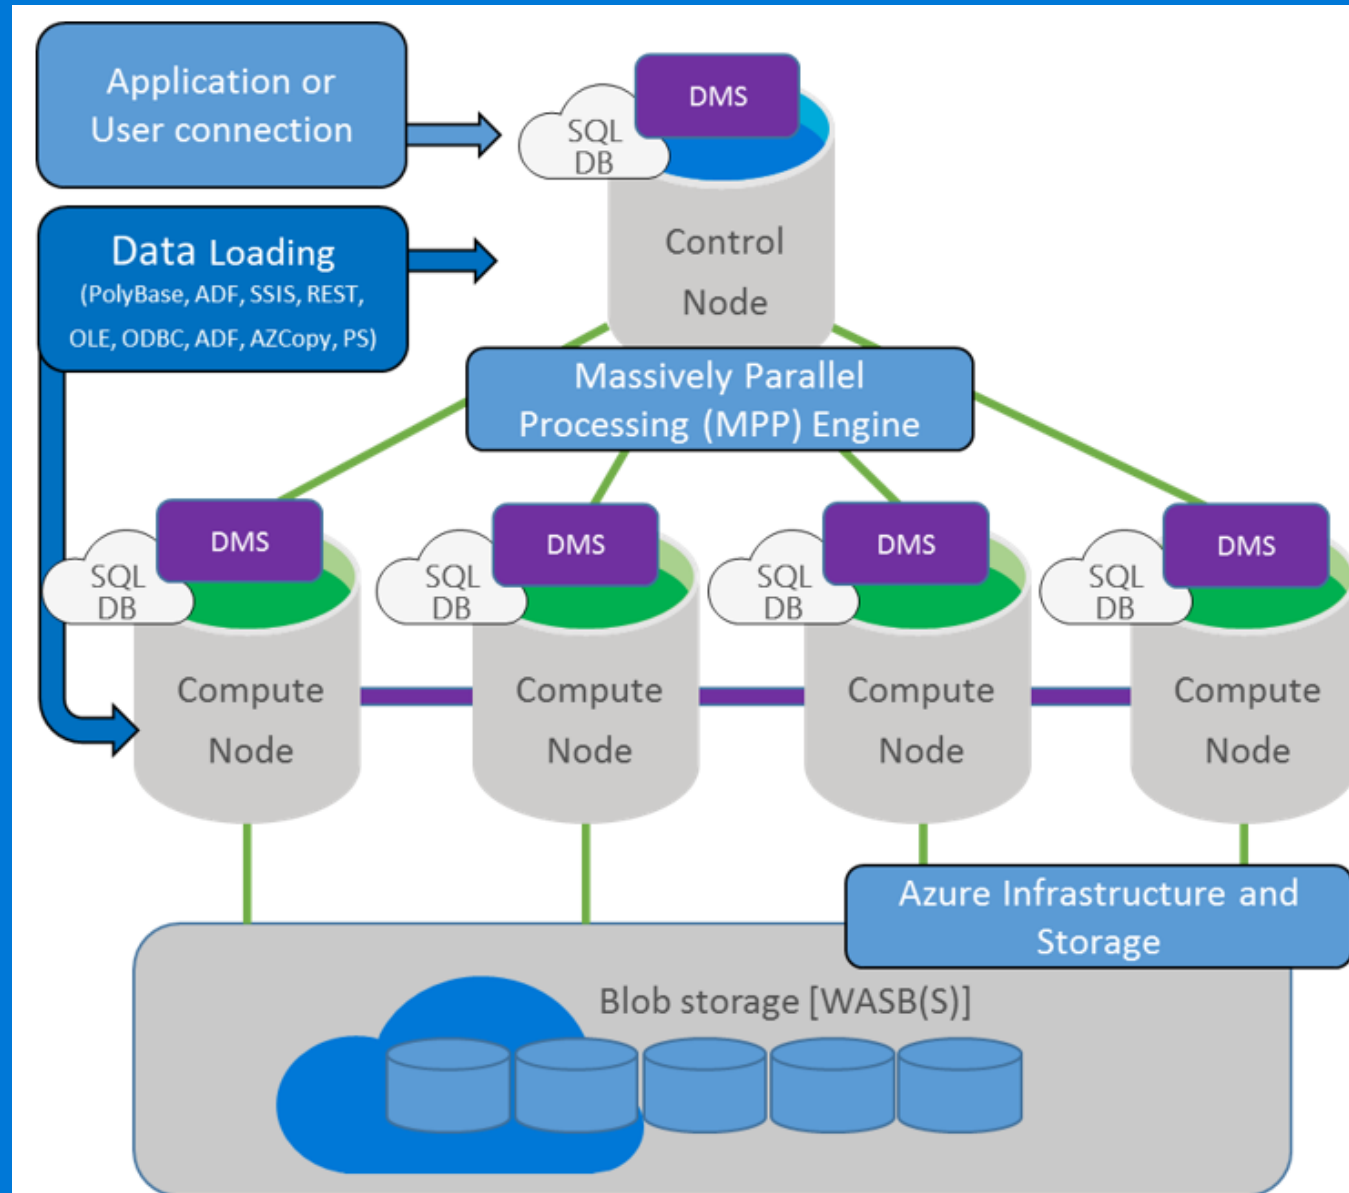 Application or
User connection
DMS
SQL
DB
Data Loading
(PolyBase, ADF, SSIS, REST,
OLE, ODBC, ADF, AZCopy, PS)
Control
Node
Massively Parallel
Processing (MPP) Engine
DMS
SQL
DB
Compute
Node
DMS
SQL
DB
Compute
Node
DMS
SQL
DB
Compute
Node
DMS
SQL
DB
Compute
Node
Azure Infrastructure and
Storage
Blob storage [WASB(S)]